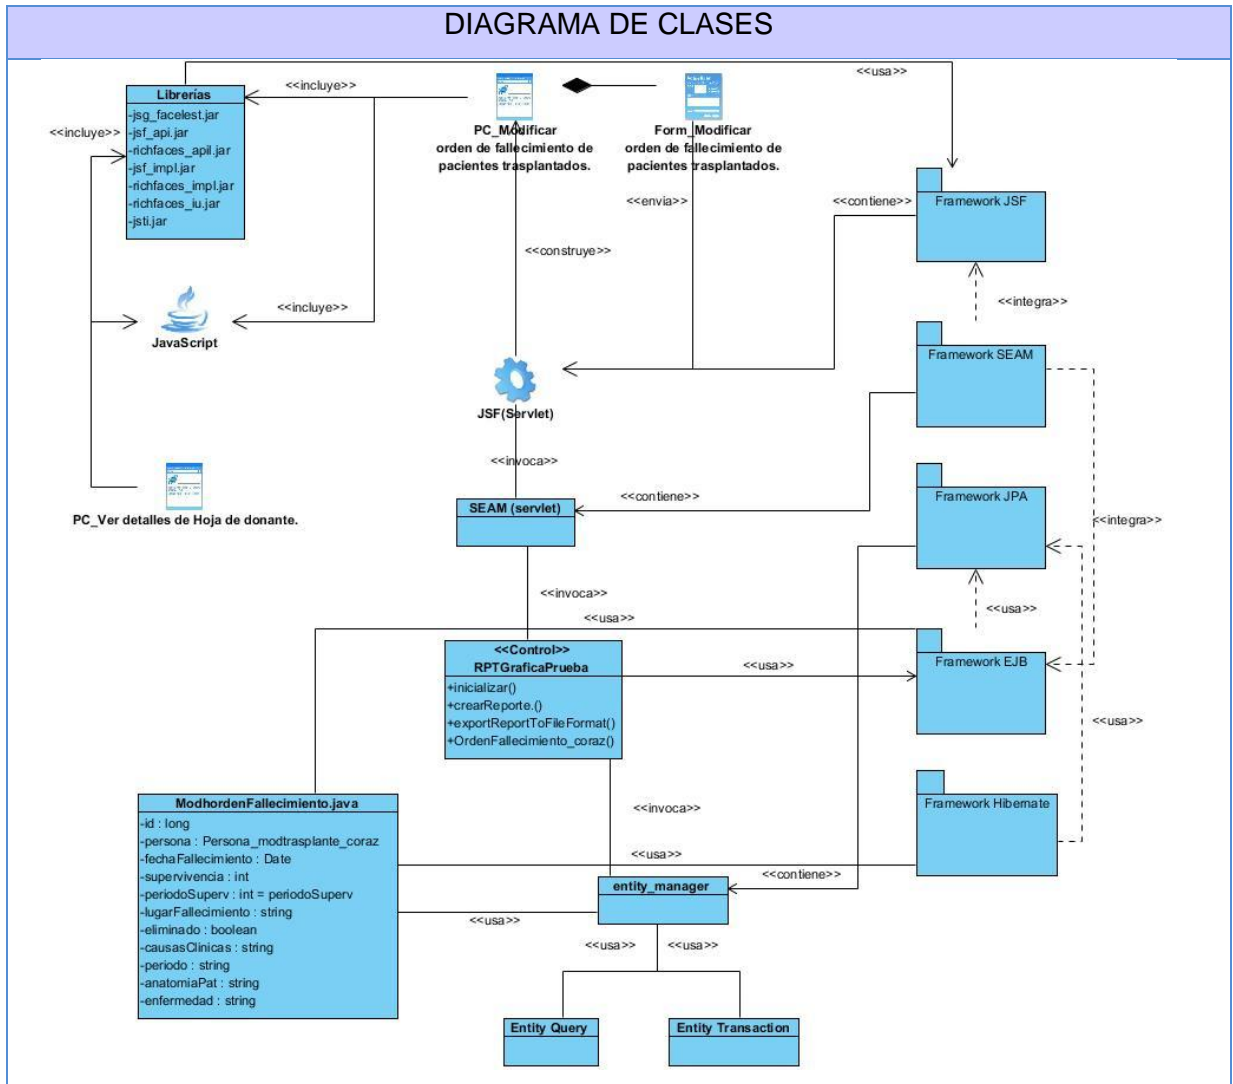 DIAGRAMA DE CLASES
<<usa>>
<<incluye>>
Librerías
-jsg_facelest.jar
-jsf_api.jar
-richfaces_apil.jar
-jsf_impl.jar
-richfaces_impl.jar
-richfaces_iu.jar
-jsti.jar
<<incluye>>
PC_Modificar
orden de fallecimiento de
pacientes trasplantados.
Form_Modificar
orden de fallecimiento de
pacientes trasplantados.
<<envia>>
<<contiene>>
Framework JSF
<<construye>>
<<incluye>>
JavaScript
<<integra>>
Framework SEAM
JSF(Servlet)
<<invoca>>
PC_Ver detalles de Hoja de donante.
SEAM (servlet)
<<contiene>>
Framework JPA
<<integra>>
<<invoca>>
<<usa>>
<<usa>>
<<Control>>
RPTGraficaPrueba
+inicializar()
+crearReporte.()
+exportReportToFileFormat()
+OrdenFallecimiento_coraz()
<<usa>>
Framework EJB
<<usa>>
ModhordenFallecimiento.java
-id : long
-persona : Persona_modtrasplante_coraz
-fechaFallecimiento : Date
-supervivencia : int
-periodoSuperv : int = periodoSuperv
-lugarFallecimiento : string
-eliminado : boolean
-causasClinicas : string
-periodo : string
-anatomiaPat : string
-enfermedad : string
<<invoca>>
Framework Hibernate
<<usa>>
<<contiene>>
entity_manager
<<usa>>
<<usa>>
<<usa>>
Entity Query
Entity Transaction